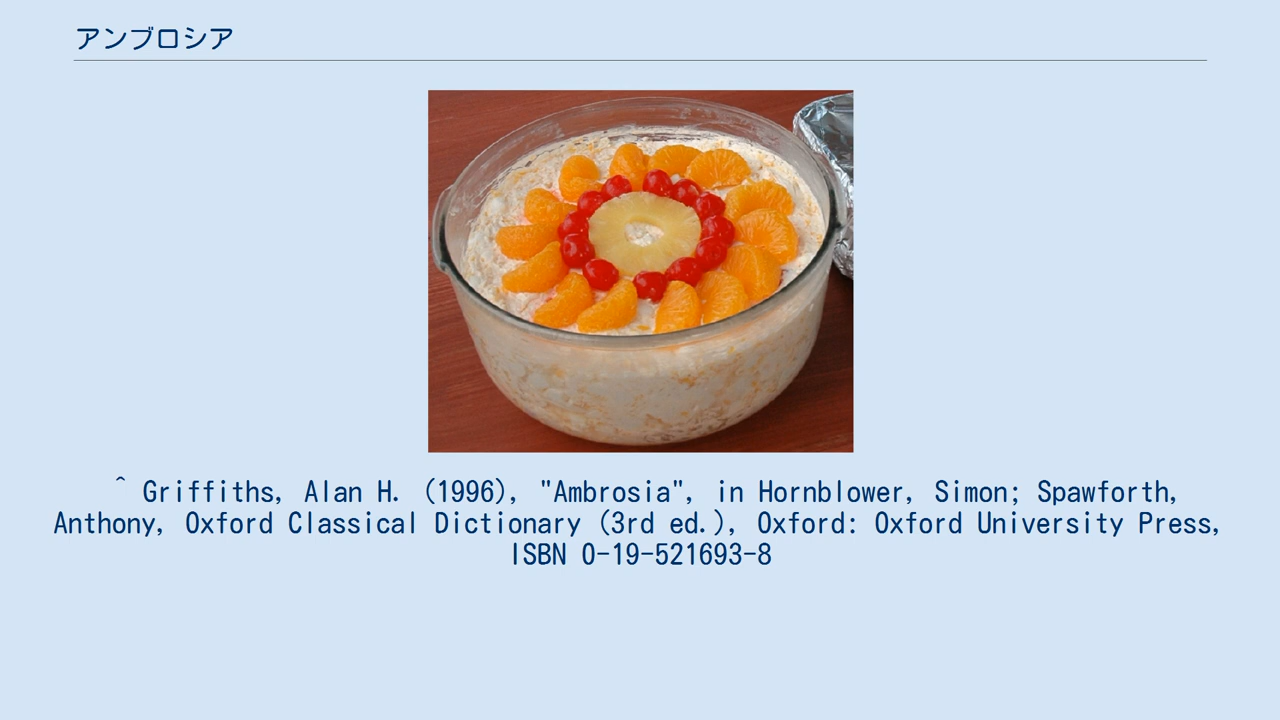 アンブロシア
^ Griffiths, Alan H. (1996), "Ambrosia", in Hornblower, Simon; Spawforth,
Anthony, Oxford Classical Dictionary (3rd ed.), Oxford: Oxford University Press,
ISBN 0-19-521693-8